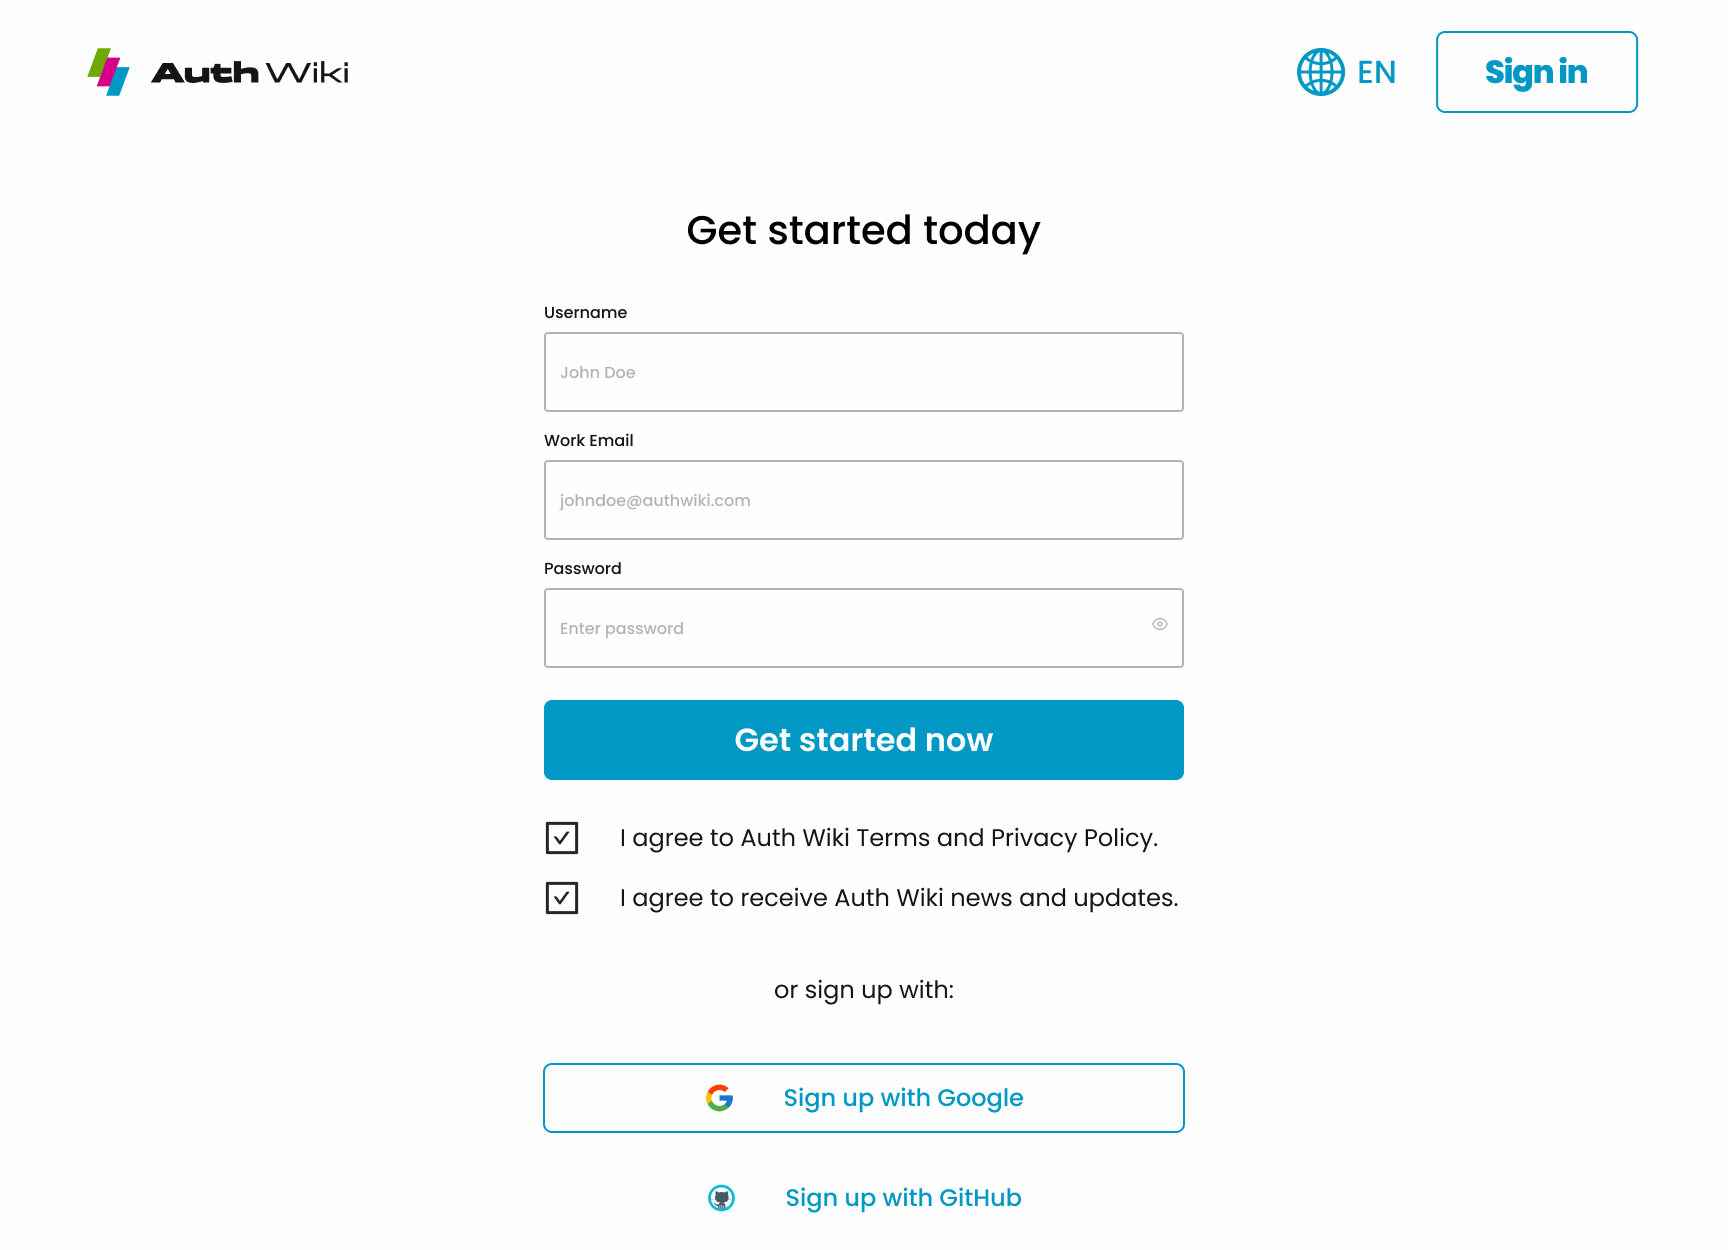 Auth Wiki
EN
Sign in
Get started today
Username
John Doe
Work Email
johndoe@authwiki.com
Password
Enter password
Get started now
I agree to Auth Wiki Terms and Privacy Policy.
I agree to receive Auth Wiki news and updates.
or sign up with:
Sign up with Google
Sign up with GitHub